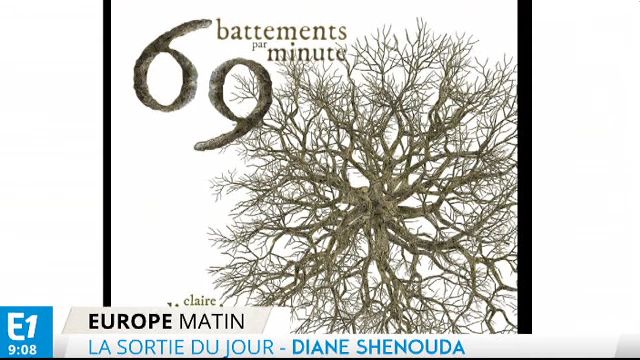 69 battements
par minute
claire
E1
EUROPE MATIN
9:08
LA SORTIE DU JOUR - DIANE SHENOUDA